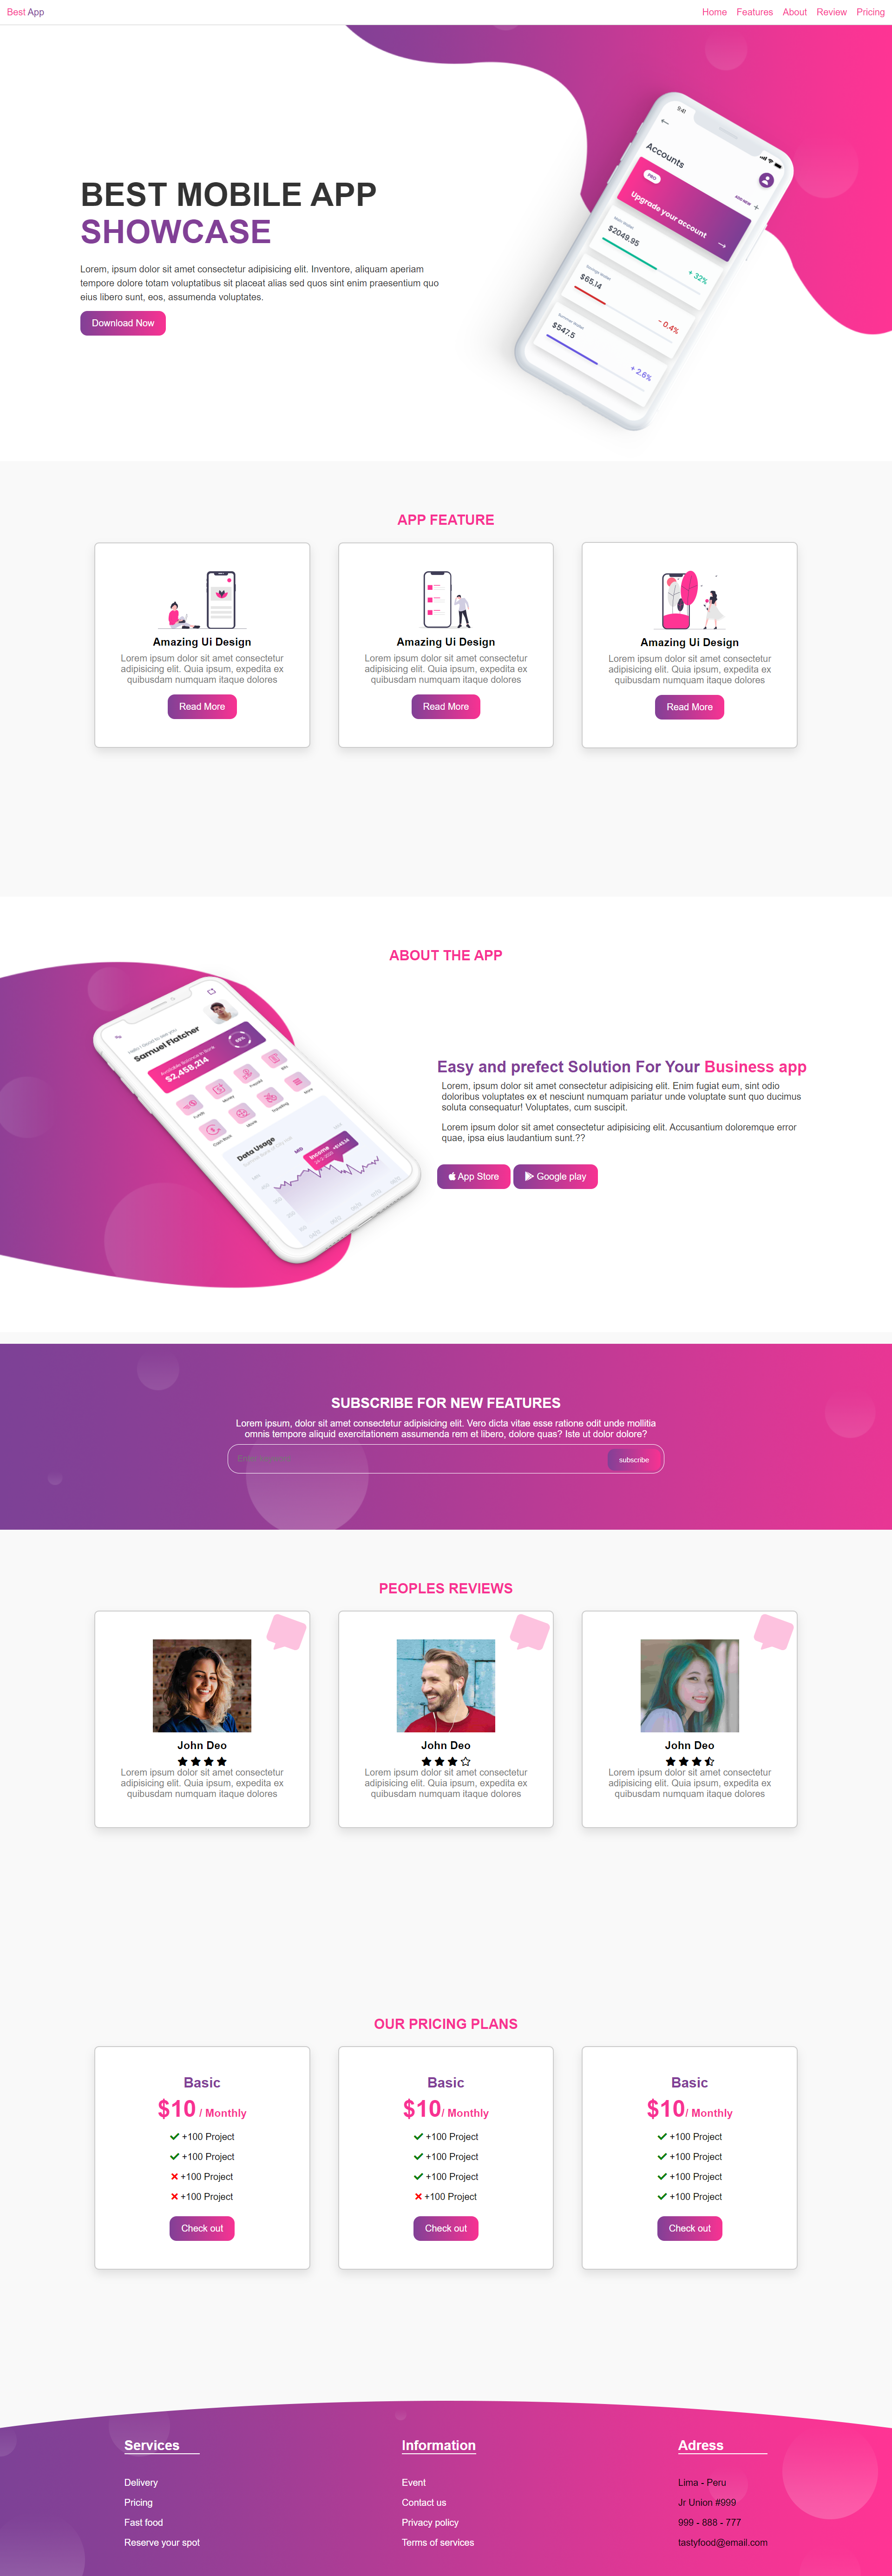 Best App
Home Features About Review Pricing
BEST MOBILE APP
SHOWCASE
Lorem, ipsum dolor sit amet consectetur adipisicing elit. Inventore, aliquam aperiam
tempore dolore totam voluptatibus sit placeat alias sed quos sint enim praesentium quo
eius libero sunt, eos, assumenda voluptates.
Download Now
9:41
Accounts
ADD NEW +
PRO
Upgrade your account
Main Wallet
$2049.95
+ 32%
$65.14
- 0.4%
$547.5
+ 2.6%
APP FEATURE
Amazing Ui Design
Lorem ipsum dolor sit amet consectetur
adipisicing elit. Quia ipsum, expedita ex
quibusdam numquam itaque dolores
Read More
Amazing Ui Design
Lorem ipsum dolor sit amet consectetur
adipisicing elit. Quia ipsum, expedita ex
quibusdam numquam itaque dolores
Read More
Amazing Ui Design
Lorem ipsum dolor sit amet consectetur
adipisicing elit. Quia ipsum, expedita ex
quibusdam numquam itaque dolores
Read More
ABOUT THE APP
Samuel Flatcher
Available Balance in Bank
$2,458,214
Money
More
Data Usage
Income
Easy and prefect Solution For Your Business app
Lorem, ipsum dolor sit amet consectetur adipisicing elit. Enim fugiat eum, sint odio
doloribus voluptates ex et nesciunt numquam pariatur unde voluptate sunt quo ducimus
soluta consequatur! Voluptates, cum suscipit.
Lorem ipsum dolor sit amet consectetur adipisicing elit. Accusantium doloremque error
quae, ipsa eius laudantium sunt.??
App Store
Google play
SUBSCRIBE FOR NEW FEATURES
Lorem ipsum, dolor sit amet consectetur adipisicing elit. Vero dicta vitae esse ratione odit unde mollitia
omnis tempore aliquid exercitationem assumenda rem et libero, dolore quas? Iste ut dolor dolore?
subscribe
PEOPLES REVIEWS
John Deo
Lorem ipsum dolor sit amet consectetur
adipisicing elit. Quia ipsum, expedita ex
quibusdam numquam itaque dolores
John Deo
Lorem ipsum dolor sit amet consectetur
adipisicing elit. Quia ipsum, expedita ex
quibusdam numquam itaque dolores
John Deo
Lorem ipsum dolor sit amet consectetur
adipisicing elit. Quia ipsum, expedita ex
quibusdam numquam itaque dolores
OUR PRICING PLANS
Basic
$10 / Monthly
+100 Project
+100 Project
+100 Project
+100 Project
Check out
Basic
$10/ Monthly
+100 Project
+100 Project
+100 Project
+100 Project
Check out
Basic
$10/ Monthly
+100 Project
+100 Project
+100 Project
+100 Project
Check out
Services
Delivery
Pricing
Fast food
Reserve your spot
Information
Event
Contact us
Privacy policy
Terms of services
Adress
Lima - Peru
Jr Union #999
999 - 888 - 777
tastyfood@email.com